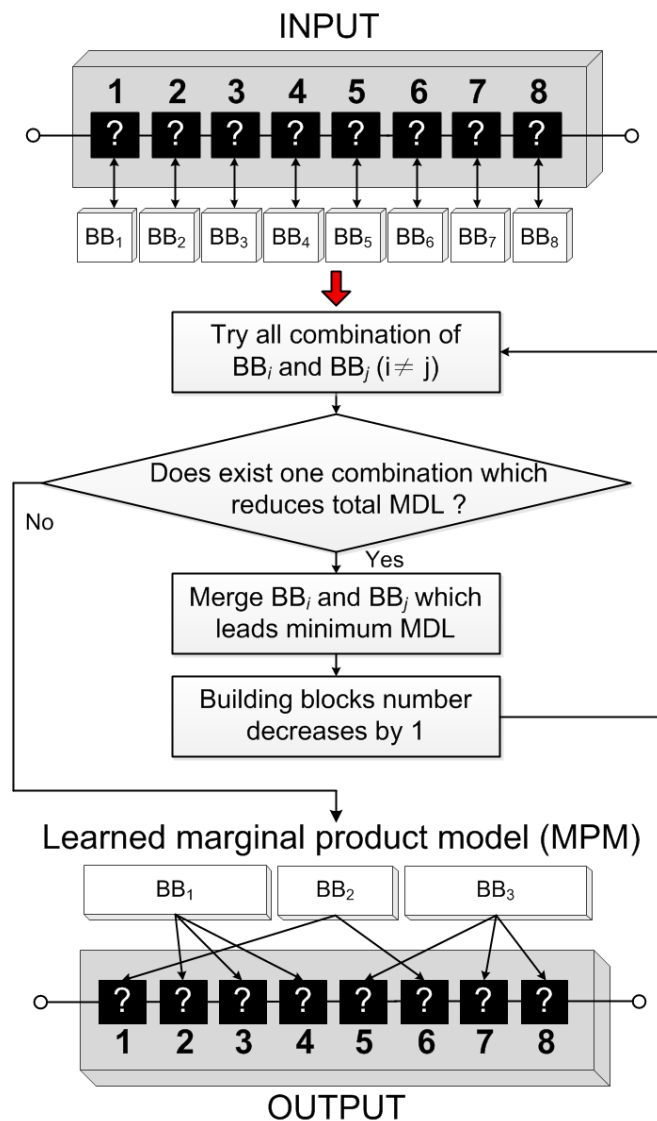 INPUT
1 2 3 4 5 6 7 8
? ? ? ? ? ? ? ?
BB₁ BB₂ BB₃ BB₄ BB₅ BB₆ BB₇ BB₈
Try all combination of
BBᵢ and BBⱼ (i≠ j)
Does exist one combination which
reduces total MDL ?
No
Yes
Merge BBᵢ and BBⱼ which
leads minimum MDL
Building blocks number
decreases by 1
Learned marginal product model (MPM)
BB₁ BB₂ BB₃
? ? ? ? ? ? ? ?
1 2 3 4 5 6 7 8
OUTPUT